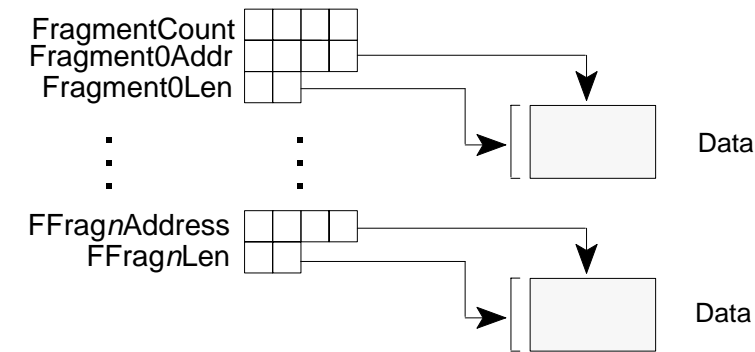 FragmentCount
Fragment0Addr
Fragment0Len
Data
FFragnAddress
FFragnLen
Data